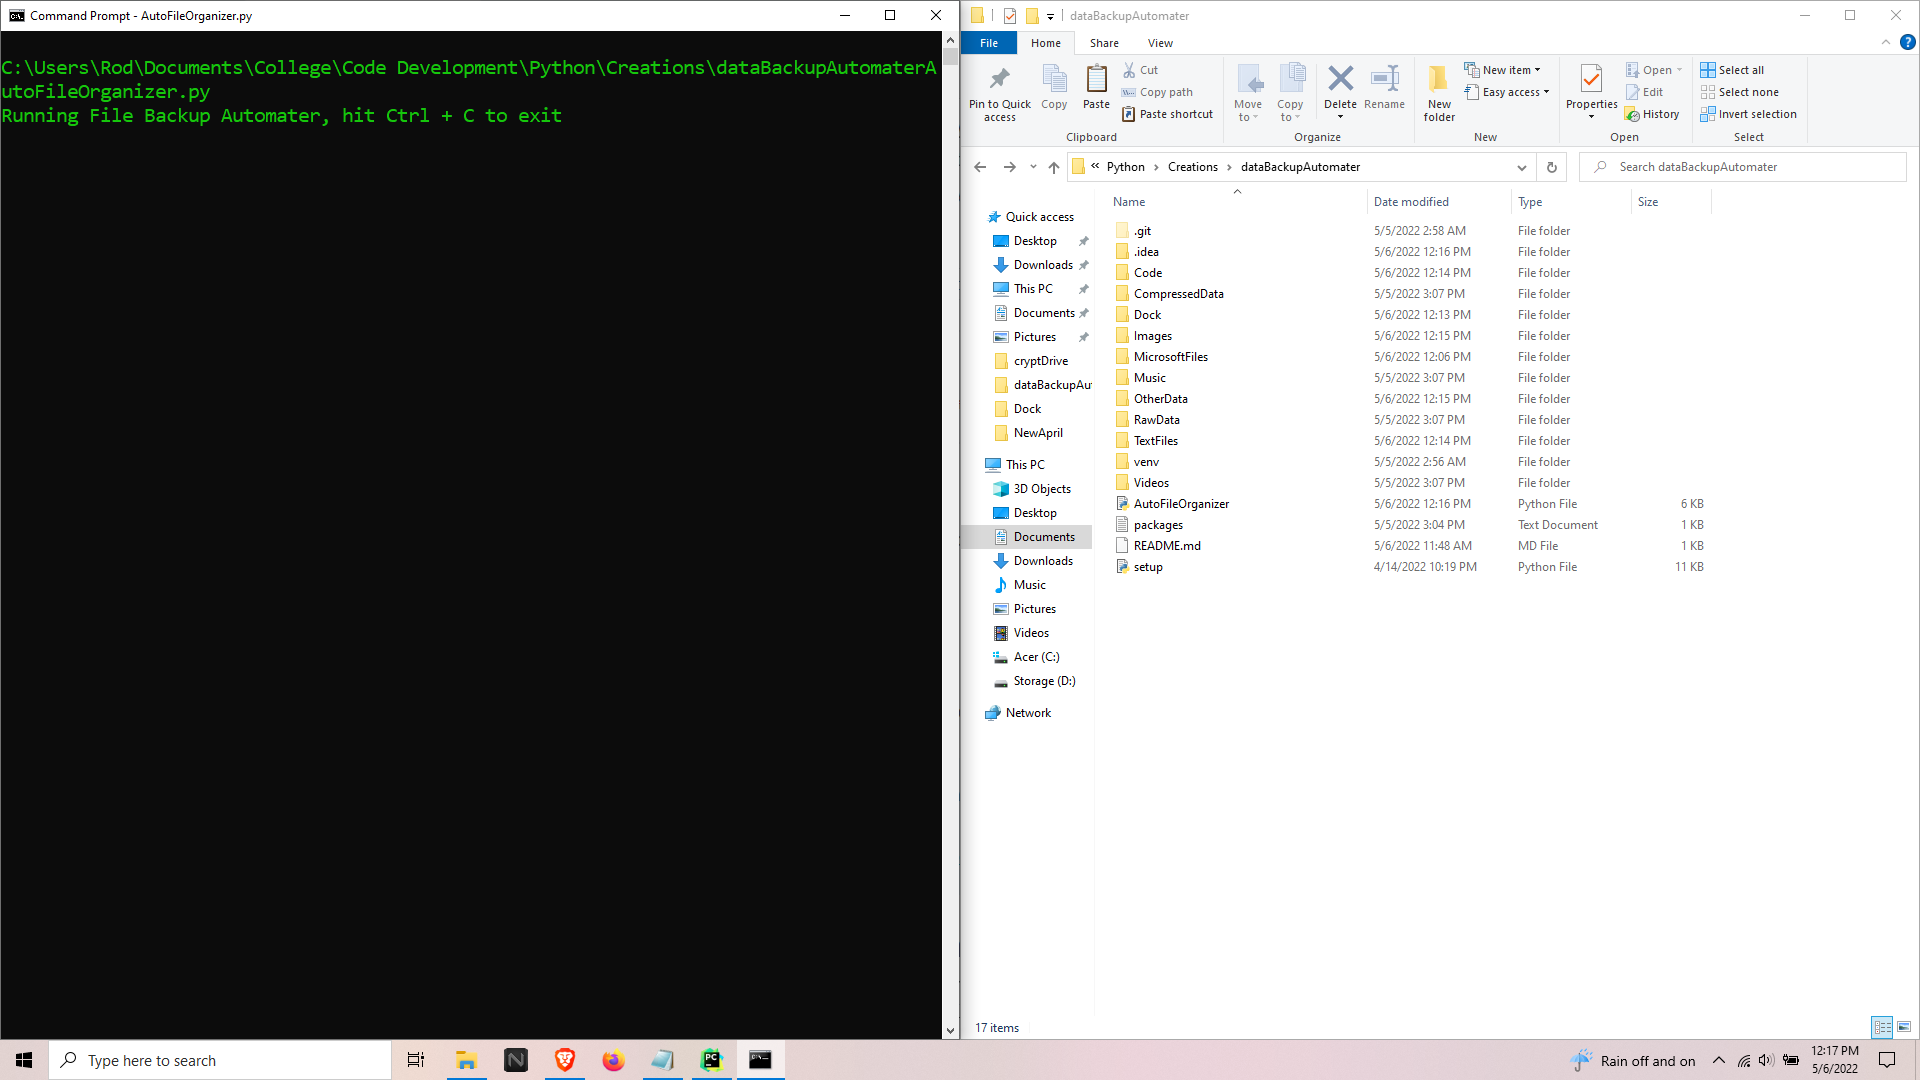 Command Prompt - AutoFileOrganizer.py
C:\Users\Rod\Documents\College\Code Development\Python\Creations\dataBackupAutomaterA
utoFileOrganizer.py
Running File Backup Automater, hit Ctrl + C to exit
dataBackupAutomater
File Home Share View
Pin to Quick access
Copy
Paste
Cut
Copy path
Paste shortcut
Clipboard
Move to
Copy to
Delete
Rename
Organize
New folder
New item
Easy access
New
Properties
Open
Edit
History
Open
Select all
Select none
Invert selection
Select
« Python > Creations > dataBackupAutomater
Search dataBackupAutomater
Quick access
Desktop
Downloads
This PC
Documents
Pictures
cryptDrive
dataBackupAu
Dock
NewApril
This PC
3D Objects
Desktop
Documents
Downloads
Music
Pictures
Videos
Acer (C:)
Storage (D:)
Network
Name Date modified Type Size
.git 5/5/2022 2:58 AM File folder
.idea 5/6/2022 12:16 PM File folder
Code 5/6/2022 12:14 PM File folder
CompressedData 5/5/2022 3:07 PM File folder
Dock 5/6/2022 12:13 PM File folder
Images 5/6/2022 12:15 PM File folder
MicrosoftFiles 5/6/2022 12:06 PM File folder
Music 5/5/2022 3:07 PM File folder
OtherData 5/6/2022 12:15 PM File folder
RawData 5/5/2022 3:07 PM File folder
TextFiles 5/6/2022 12:14 PM File folder
venv 5/5/2022 2:56 AM File folder
Videos 5/5/2022 3:07 PM File folder
AutoFileOrganizer 5/6/2022 12:16 PM Python File 6 KB
packages 5/5/2022 3:04 PM Text Document 1 KB
README.md 5/6/2022 11:48 AM MD File 1 KB
setup 4/14/2022 10:19 PM Python File 11 KB
17 items
Type here to search
Rain off and on
12:17 PM
5/6/2022